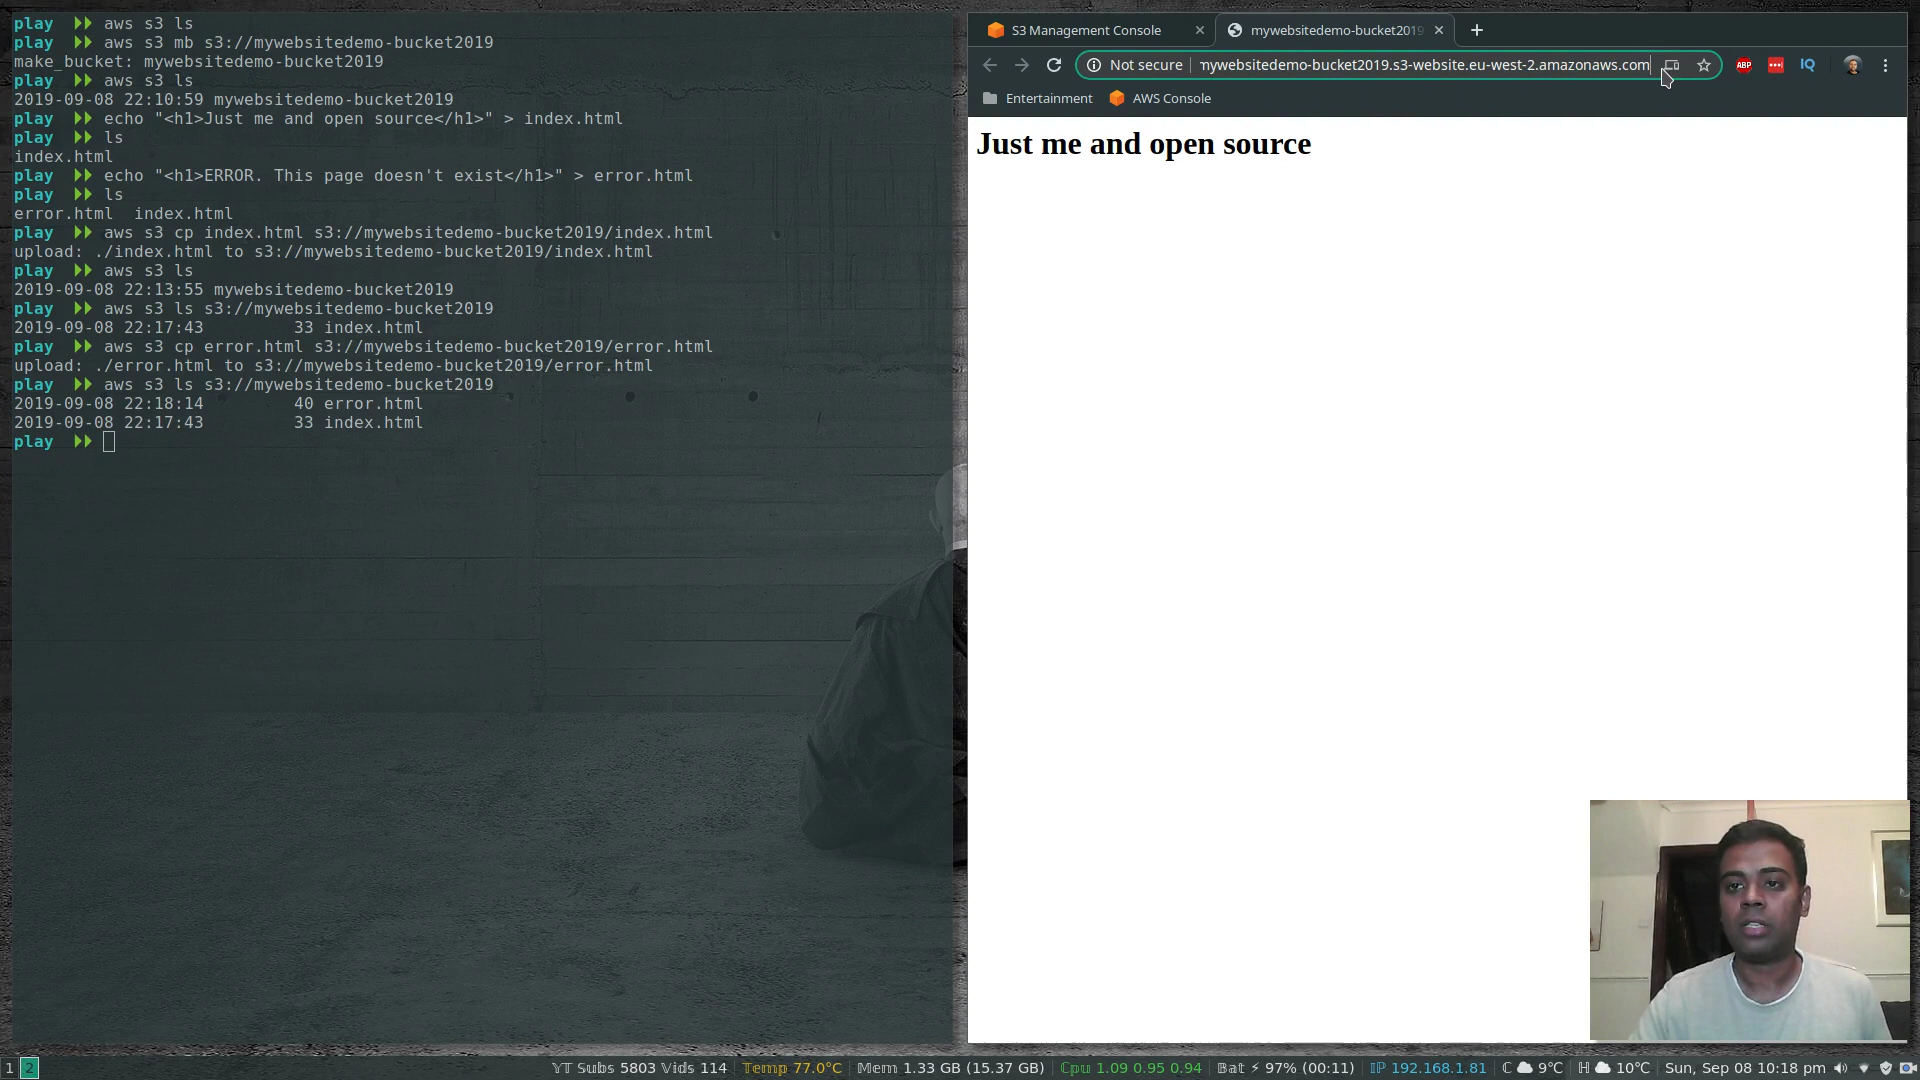 play aws s3 ls
play aws s3 mb s3://mywebsitedemo-bucket2019
make_bucket: mywebsitedemo-bucket2019
play aws s3 ls
2019-09-08 22:10:59 mywebsitedemo-bucket2019
play echo "<h1>Just me and open source</h1>" > index.html
play ls
index.html
play echo "<h1>ERROR. This page doesn't exist</h1>" > error.html
play ls
error.html index.html
play aws s3 cp index.html s3://mywebsitedemo-bucket2019/index.html
upload: ./index.html to s3://mywebsitedemo-bucket2019/index.html
play aws s3 ls
2019-09-08 22:13:55 mywebsitedemo-bucket2019
play aws s3 ls s3://mywebsitedemo-bucket2019
2019-09-08 22:17:43 33 index.html
play aws s3 cp error.html s3://mywebsitedemo-bucket2019/error.html
upload: ./error.html to s3://mywebsitedemo-bucket2019/error.html
play aws s3 ls s3://mywebsitedemo-bucket2019
2019-09-08 22:18:14 40 error.html
2019-09-08 22:17:43 33 index.html
play
S3 Management Console
mywebsitedemo-bucket2019
Not secure mywebsitedemo-bucket2019.s3-website.eu-west-2.amazonaws.com
ABP
IQ
Entertainment AWS Console
Just me and open source
1 2 YT Subs 5803 Vids 114 Temp 77.0°C Mem 1.33 GB (15.37 GB) Cpu 1.09 0.95 0.94 Bat ⚡ 97% (00:11) IP 192.168.1.81 C 9°C H 10°C Sun, Sep 08 10:18 pm